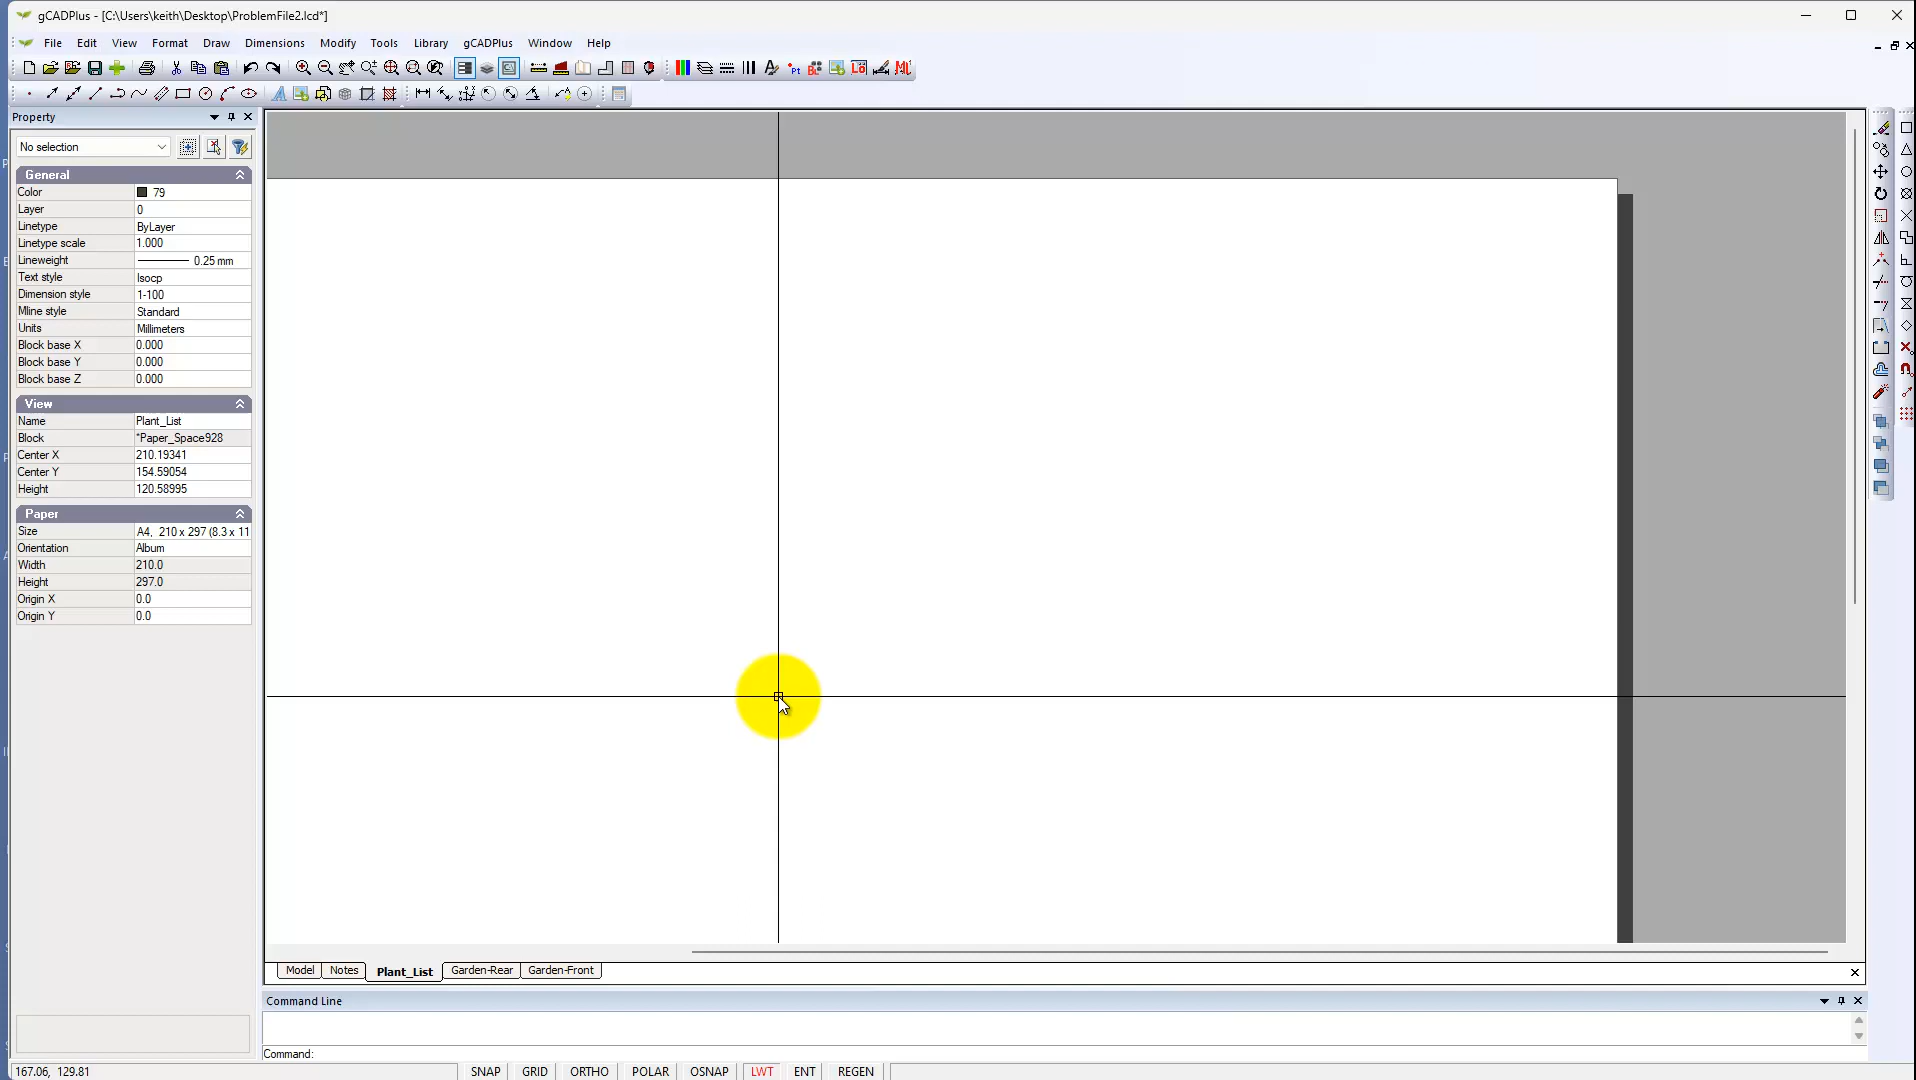 gCADPlus - [C:\Users\keith\Desktop\ProblemFile2.lcd*]
File Edit View Format Draw Dimensions Modify Tools Library gCADPlus Window Help
Property
No selection
General
Color 79
Layer 0
Linetype ByLayer
Linetype scale 1.000
Lineweight 0.25 mm
Text style Isocp
Dimension style 1-100
Mline style Standard
Units Millimeters
Block base X 0.000
Block base Y 0.000
Block base Z 0.000
View
Name Plant_List
Block *Paper_Space928
Center X 210.19341
Center Y 154.59054
Height 120.58995
Paper
Size A4, 210 x 297 (8.3 x 11
Orientation Album
Width 210.0
Height 297.0
Origin X 0.0
Origin Y 0.0
Model Notes Plant_List Garden-Rear Garden-Front
Command Line
Command:
167.06, 129.81 SNAP GRID ORTHO POLAR OSNAP LWT ENT REGEN